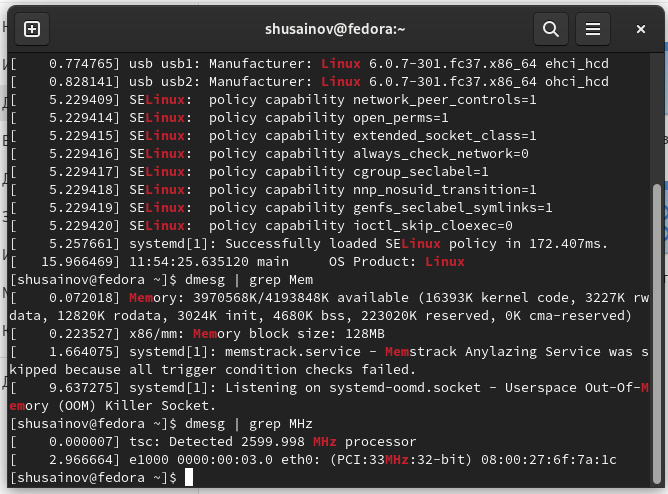 shusainov@fedora:~
[    0.774765] usb usb1: Manufacturer: Linux 6.0.7-301.fc37.x86_64 ehci_hcd
[    0.828141] usb usb2: Manufacturer: Linux 6.0.7-301.fc37.x86_64 ohci_hcd
[    5.229409] SELinux:  policy capability network_peer_controls=1
[    5.229414] SELinux:  policy capability open_perms=1
[    5.229415] SELinux:  policy capability extended_socket_class=1
[    5.229416] SELinux:  policy capability always_check_network=0
[    5.229417] SELinux:  policy capability cgroup_seclabel=1
[    5.229418] SELinux:  policy capability nnp_nosuid_transition=1
[    5.229419] SELinux:  policy capability genfs_seclabel_symlinks=1
[    5.229420] SELinux:  policy capability ioctl_skip_cloexec=0
[    5.257661] systemd[1]: Successfully loaded SELinux policy in 172.407ms.
[   15.966469] 11:54:25.635120 main     OS Product: Linux
[shusainov@fedora ~]$ dmesg | grep Mem
[    0.072018] Memory: 3970568K/4193848K available (16393K kernel code, 3227K rw
data, 12820K rodata, 3024K init, 4680K bss, 223020K reserved, 0K cma-reserved)
[    0.223527] x86/mm: Memory block size: 128MB
[    1.664075] systemd[1]: memstrack.service - Memstrack Anylazing Service was s
kipped because all trigger condition checks failed.
[    9.637275] systemd[1]: Listening on systemd-oomd.socket - Userspace Out-Of-M
emory (OOM) Killer Socket.
[shusainov@fedora ~]$ dmesg | grep MHz
[    0.000007] tsc: Detected 2599.998 MHz processor
[    2.966664] e1000 0000:00:03.0 eth0: (PCI:33MHz:32-bit) 08:00:27:6f:7a:1c
[shusainov@fedora ~]$